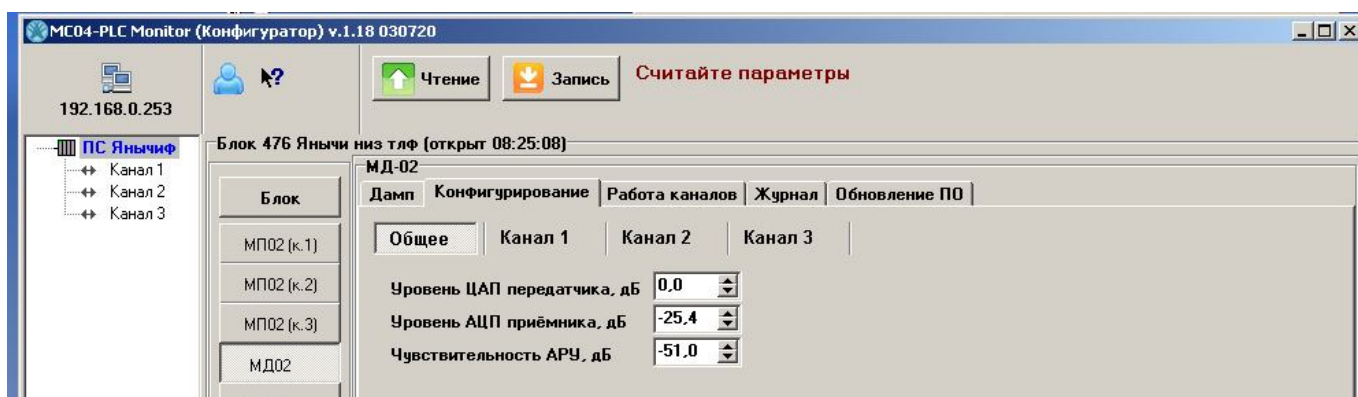 MC04-PLC Monitor (Конфигуратор) v.1.18 030720
192.168.0.253
Чтение
Запись
Считайте параметры
ПС Янычиф
Канал 1
Канал 2
Канал 3
Блок 476 Янычи низ тлф (открыт 08:25:08)
Блок
МП02 (к.1)
МП02 (к.2)
МП02 (к.3)
МД02
МД-02
Дамп Конфигурирование Работа каналов Журнал Обновление ПО
Общее Канал 1 Канал 2 Канал 3
Уровень ЦАП передатчика, дБ 0,0
Уровень АЦП приёмника, дБ -25,4
Чувствительность АРУ, дБ -51,0